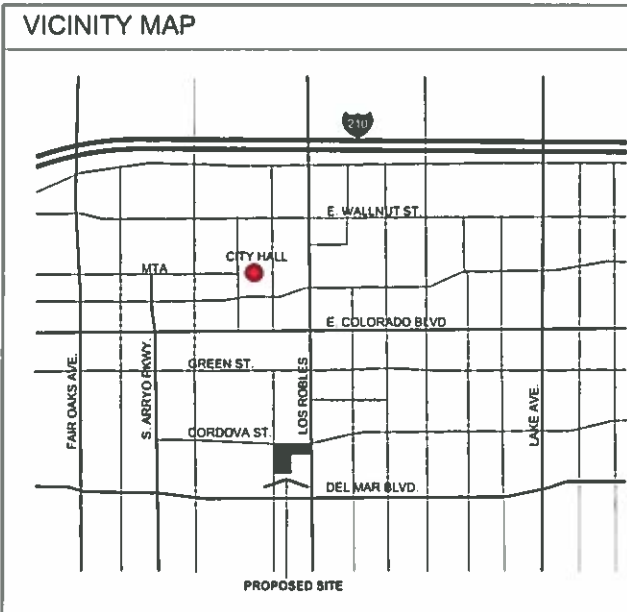 VICINITY MAP
210
E. WALLNUT ST.
CITY HALL
MTA
E. COLORADO BLVD
GREEN ST.
FAIR OAKS AVE.
S. ARRYO PKWY.
LOS ROBLES
LAKE AVE.
CORDOVA ST.
DEL MAR BLVD.
PROPOSED SITE